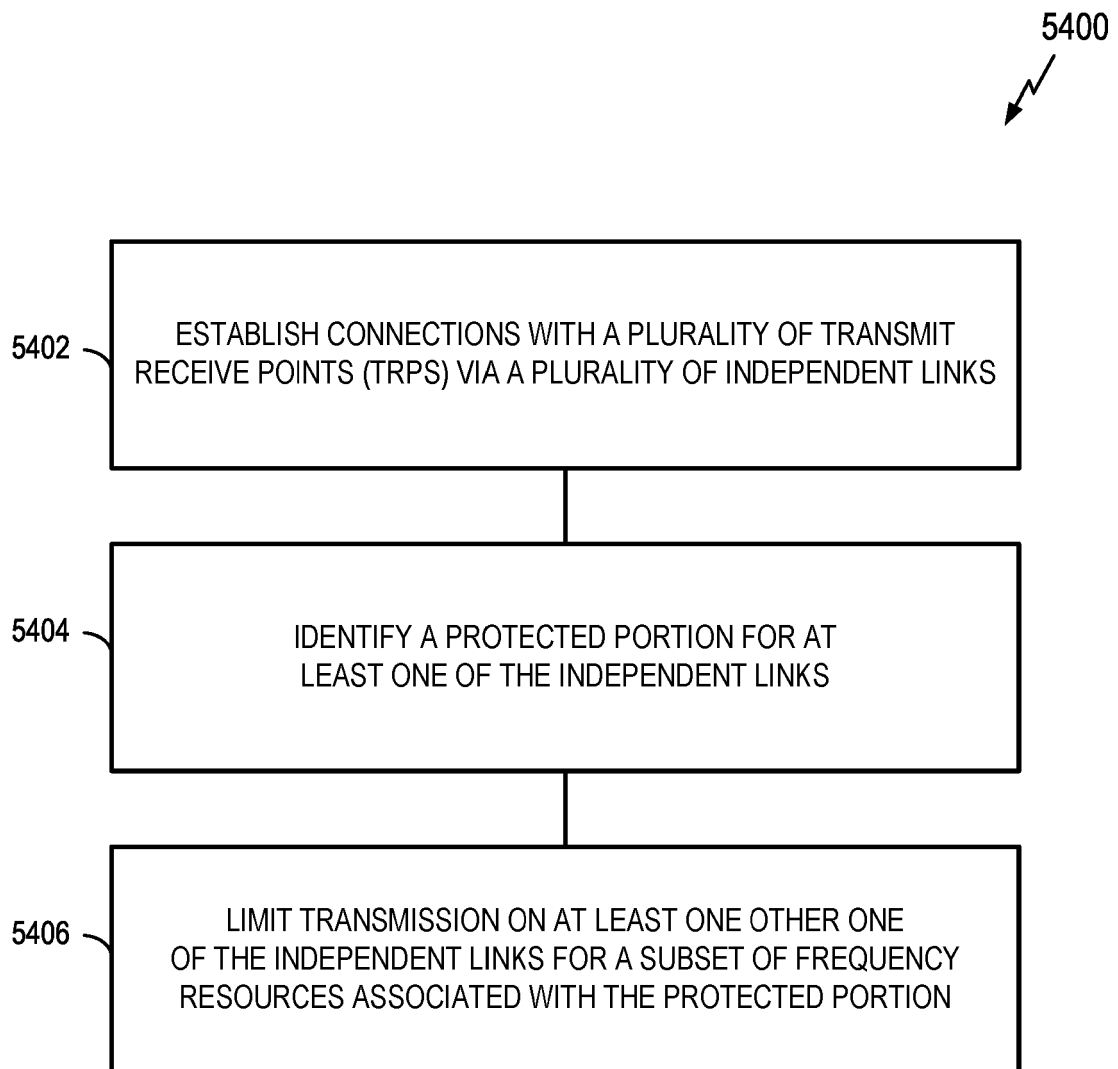 5400
5402
ESTABLISH CONNECTIONS WITH A PLURALITY OF TRANSMIT
RECEIVE POINTS (TRPS) VIA A PLURALITY OF INDEPENDENT LINKS
5404
IDENTIFY A PROTECTED PORTION FOR AT
LEAST ONE OF THE INDEPENDENT LINKS
5406
LIMIT TRANSMISSION ON AT LEAST ONE OTHER ONE
OF THE INDEPENDENT LINKS FOR A SUBSET OF FREQUENCY
RESOURCES ASSOCIATED WITH THE PROTECTED PORTION